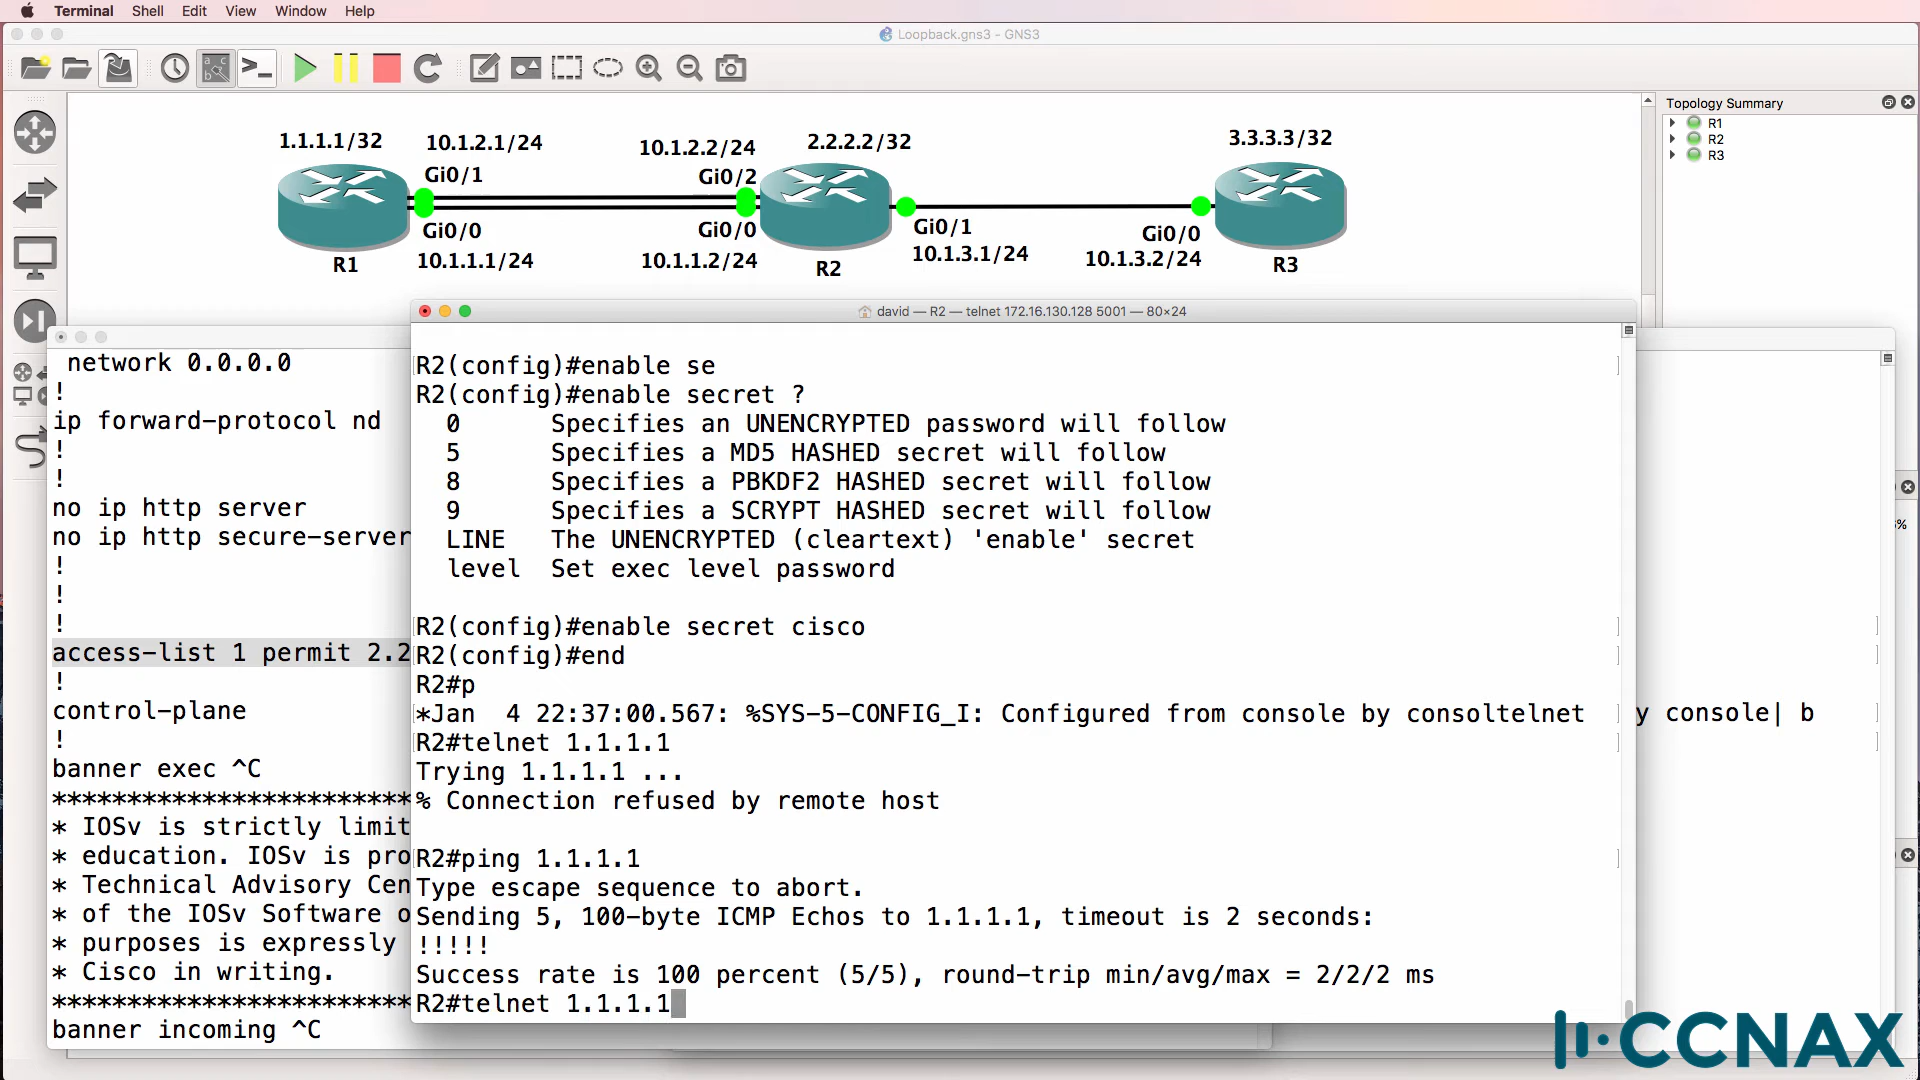 Terminal Shell Edit View Window Help
Loopback.gns3 - GNS3
Topology Summary
R1
R2
R3
1.1.1.1/32
10.1.2.1/24
Gi0/1
10.1.2.2/24
Gi0/2
2.2.2.2/32
3.3.3.3/32
Gi0/0
10.1.1.1/24
R1
Gi0/0
10.1.1.2/24
R2
Gi0/1
10.1.3.1/24
Gi0/0
10.1.3.2/24
R3
david — R2 — telnet 172.16.130.128 5001 — 80×24
network 0.0.0.0
!
ip forward-protocol nd
!
!
no ip http server
no ip http secure-server
!
!
!
access-list 1 permit 2.2
!
control-plane
!
banner exec ^C
************************
* IOSv is strictly limit
* education. IOSv is pro
* Technical Advisory Cen
* of the IOSv Software o
* purposes is expressly
* Cisco in writing.
************************
banner incoming ^C
R2(config)#enable se
R2(config)#enable secret ?
0 Specifies an UNENCRYPTED password will follow
5 Specifies a MD5 HASHED secret will follow
8 Specifies a PBKDF2 HASHED secret will follow
9 Specifies a SCRYPT HASHED secret will follow
LINE The UNENCRYPTED (cleartext) 'enable' secret
level Set exec level password
R2(config)#enable secret cisco
R2(config)#end
R2#p
*Jan  4 22:37:00.567: %SYS-5-CONFIG_I: Configured from console by consoltelnet
R2#telnet 1.1.1.1
Trying 1.1.1.1 ...
% Connection refused by remote host
R2#ping 1.1.1.1
Type escape sequence to abort.
Sending 5, 100-byte ICMP Echos to 1.1.1.1, timeout is 2 seconds:
!!!!!
Success rate is 100 percent (5/5), round-trip min/avg/max = 2/2/2 ms
R2#telnet 1.1.1.1
y console| b
%
CCNAX